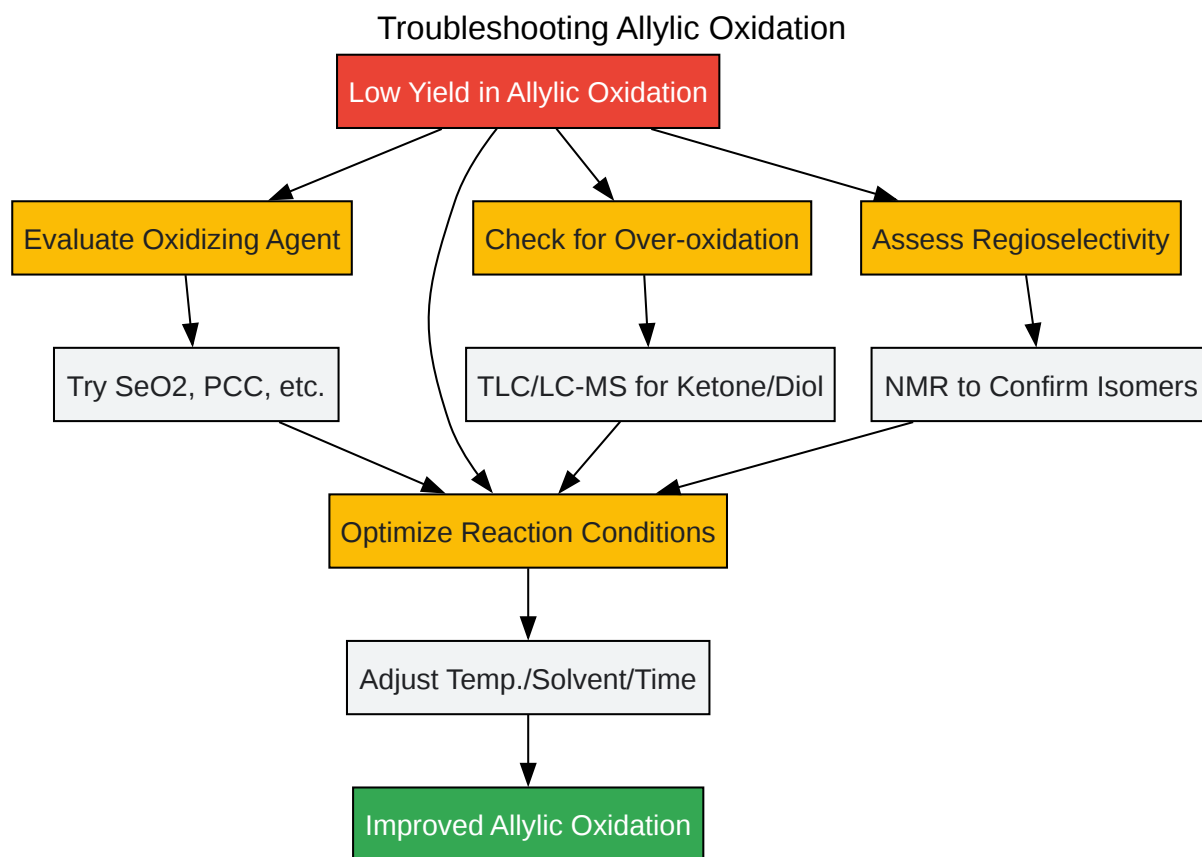 Troubleshooting Allylic Oxidation
Low Yield in Allylic Oxidation
Evaluate Oxidizing Agent
Check for Over-oxidation
Assess Regioselectivity
Try SeO2, PCC, etc.
TLC/LC-MS for Ketone/Diol
NMR to Confirm Isomers
Optimize Reaction Conditions
Adjust Temp./Solvent/Time
Improved Allylic Oxidation